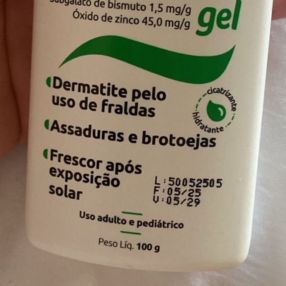 Subgalato de bismuto 1,5 mg/g
Óxido de zinco 45,0 mg/g
gel
Dermatite pelo
uso de fraldas
cicatrizante
hidratante
Assaduras e brotoejas
Frescor após
exposição
solar
L:50052505
F:05/25
V:05/29
Uso adulto e pediátrico
Peso Líq. 100 g